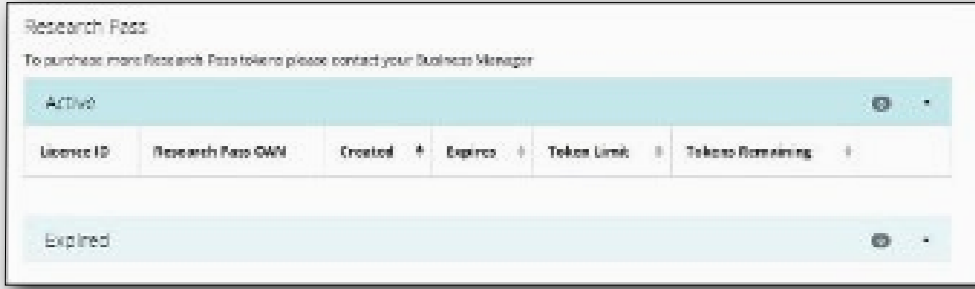 Research Pass
To purchase more Research Pass tokens please contact your Business Manager
Active
Licence ID Research Pass OWN Created Expires Token Limit Tokens Remaining
Expired